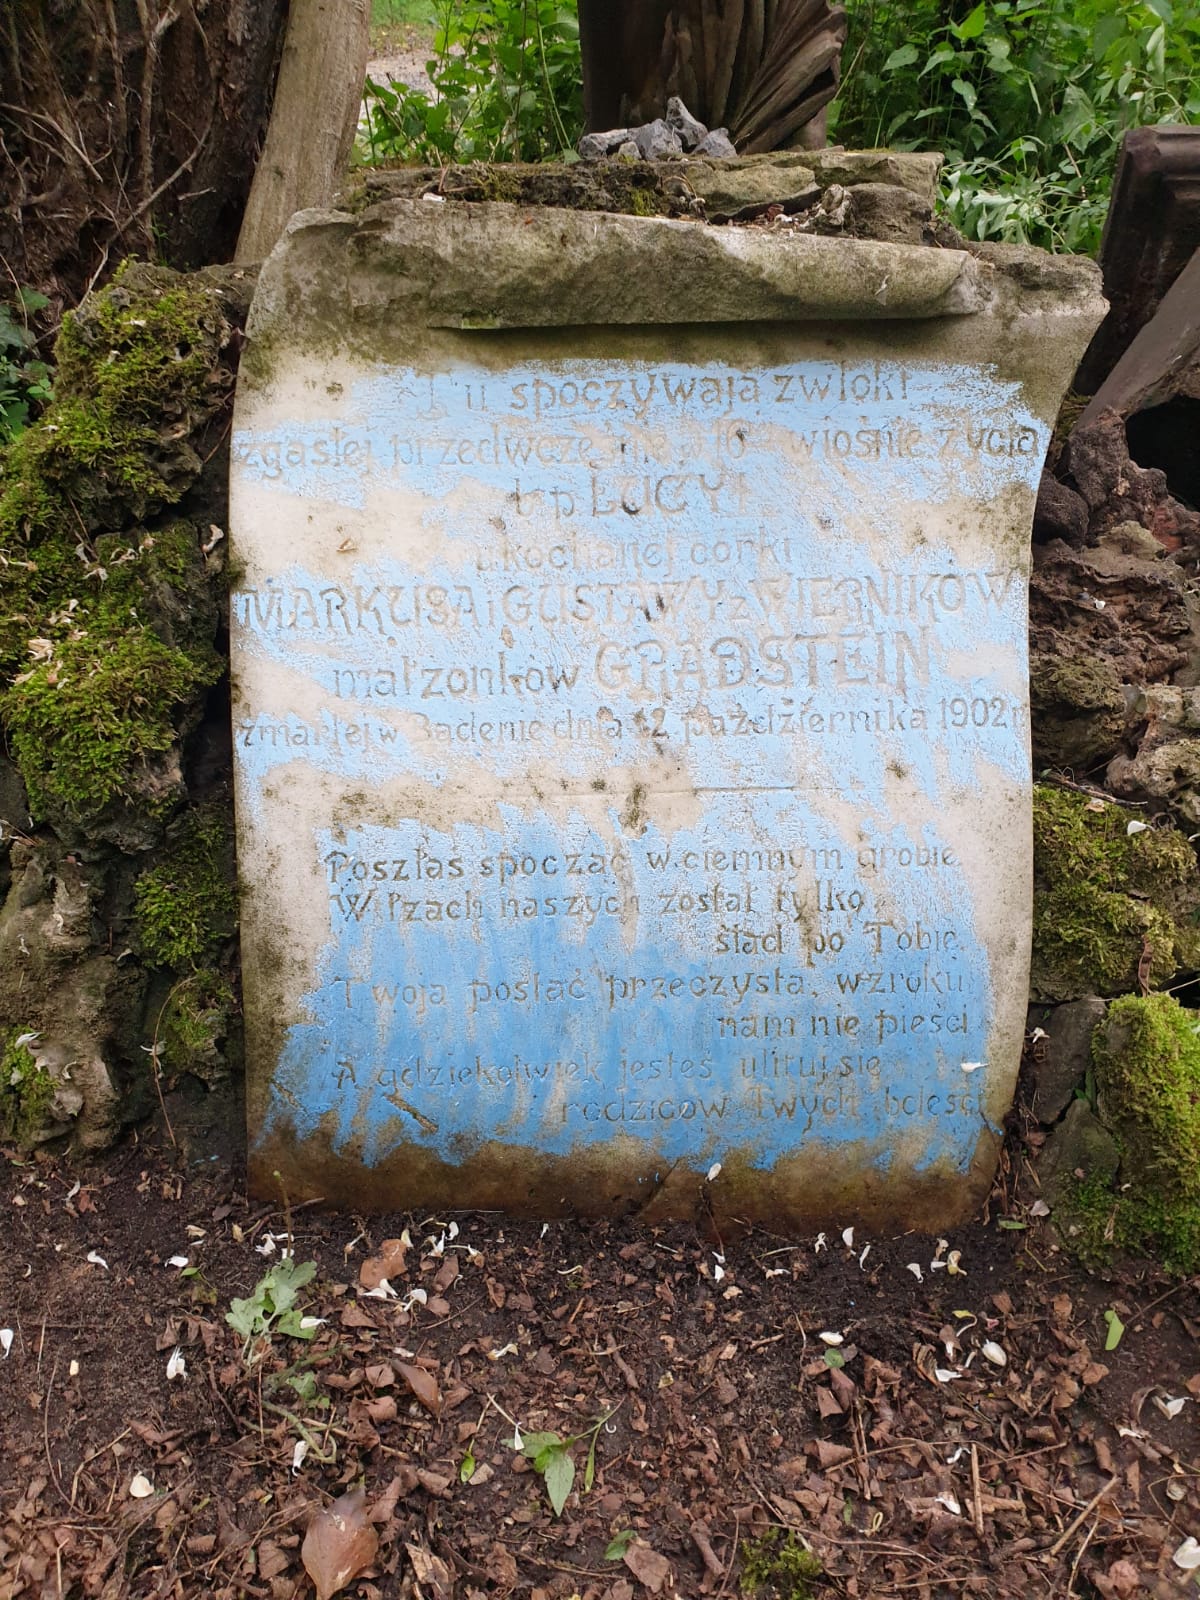 Tu spoczywają zwłoki
zgasłej przedwcześnie w 16 wiośnie życia
ś p LUCYI
ukochanej córki
MARKUSA i GUSTAWY z WIERNIKÓW
małżonków GRADSTEIN
zmarłej w Badenie dnia 12 października 1902 r
Poszłaś spocząć w ciemnym grobie
W łzach naszych został tylko
ślad po Tobie.
Twoja postać przeczysta, wzroku
nam nie pieści
A gdziekolwiek jesteś ulituj się
rodziców Twych boleści